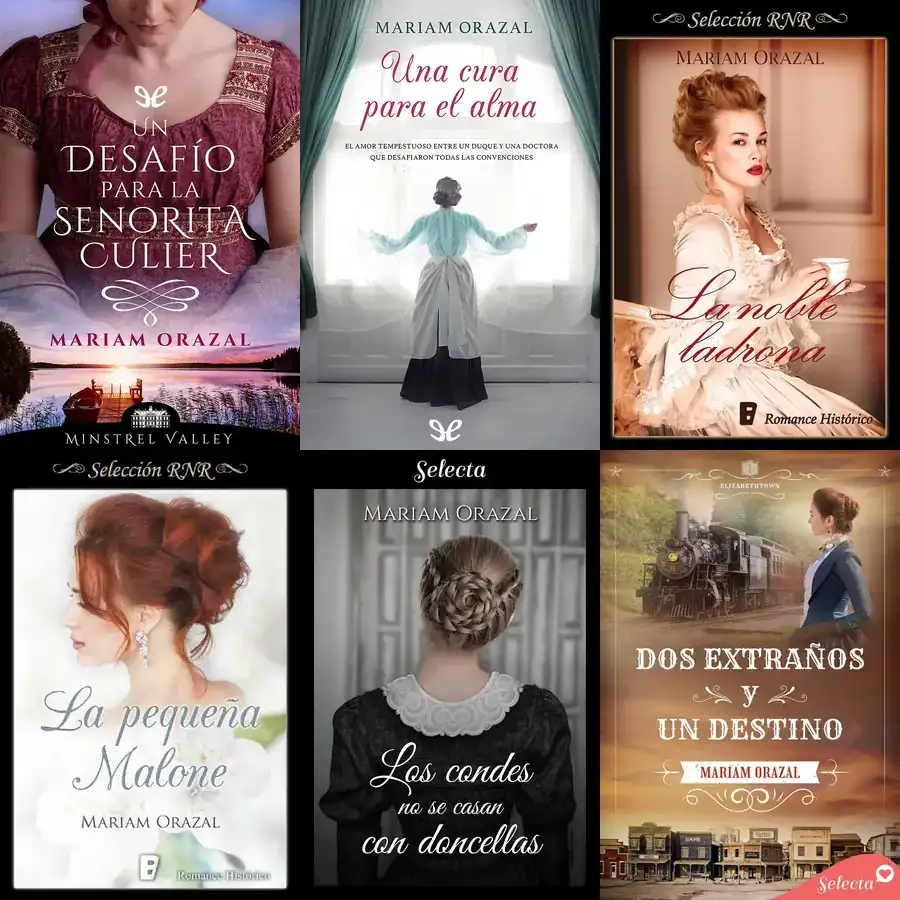 UN
DESAFÍO
PARA LA
SEÑORITA
CULIER
MARIAM ORAZAL
MINSTREL VALLEY
MARIAM ORAZAL
Una cura
para el alma
EL AMOR TEMPESTUOSO ENTRE UN DUQUE Y UNA DOCTORA
QUE DESAFIARON TODAS LAS CONVENCIONES
Selección RNR
MARIAM ORAZAL
La noble
ladrona
B Romance Histórico
Selección RNR
La pequeña
Malone
MARIAM ORAZAL
B Romance Histórico
Selecta
MARIAM ORAZAL
Los condes
no se casan
con doncellas
ELIZABETHTOWN
DOS EXTRAÑOS
y
UN DESTINO
MARIAM ORAZAL
Selecta